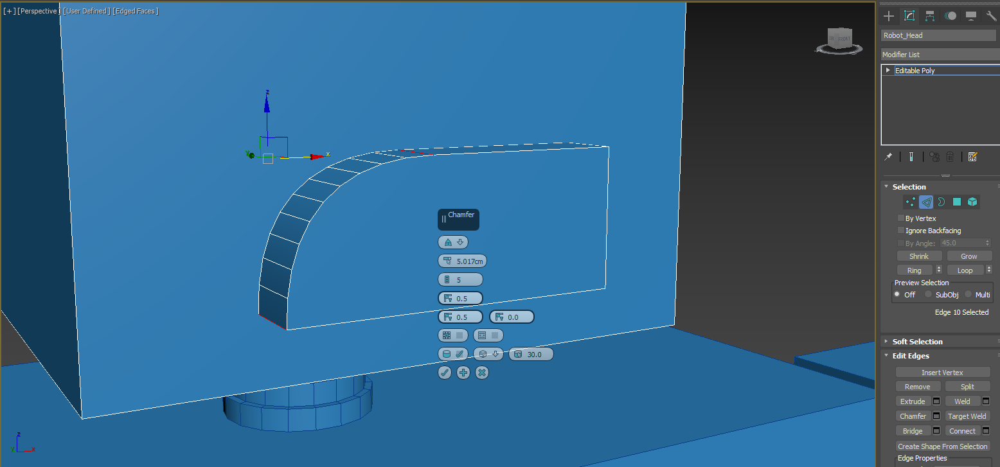 [+] [Perspective] [User Defined] [Edged Faces]
FRONT
z
y
x
Chamfer
5.017cm
5
0.5
0.5 0.0
30.0
z
y
x
Robot_Head
Modifier List
Editable Poly
Selection
By Vertex
Ignore Backfacing
By Angle: 45.0
Shrink Grow
Ring Loop
Preview Selection
Off SubObj Multi
Edge 10 Selected
Soft Selection
Edit Edges
Insert Vertex
Remove Split
Extrude Weld
Chamfer Target Weld
Bridge Connect
Create Shape From Selection
Edge Properties